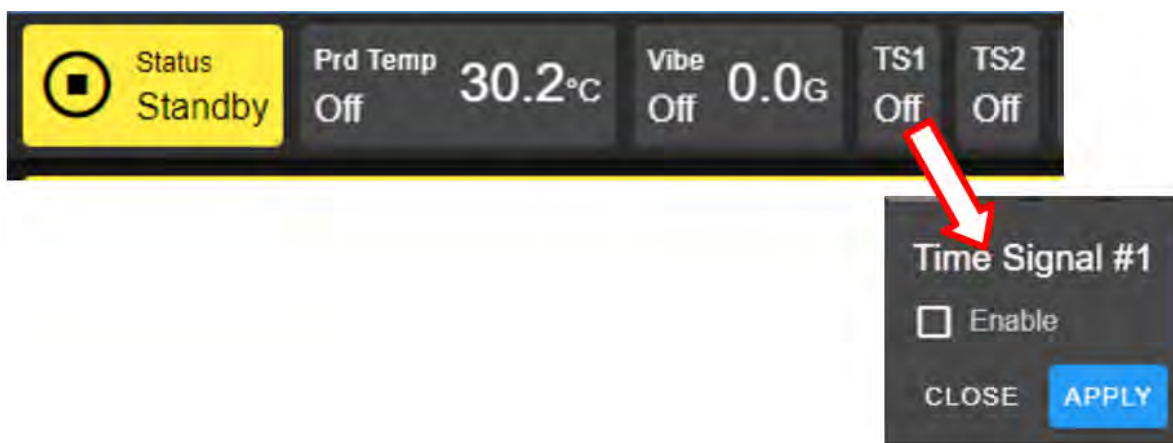 Status
Standby
Prd Temp
Off
30.2°C
Vibe
Off
0.0G
TS1
Off
TS2
Off
Time Signal #1
Enable
CLOSE
APPLY